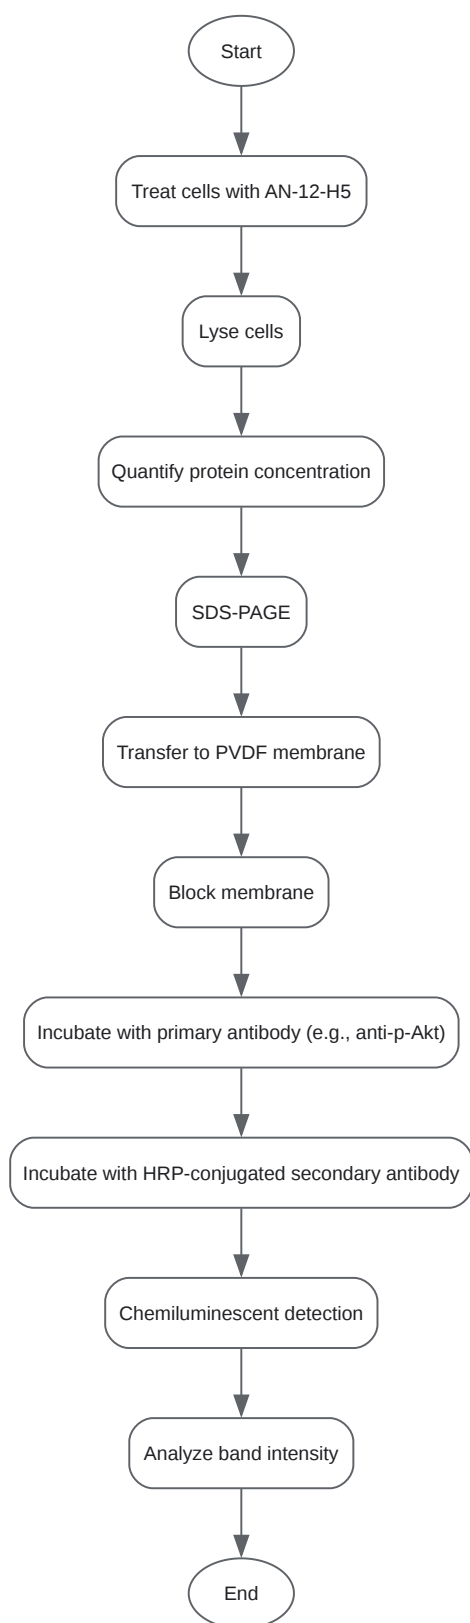 Start
Treat cells with AN-12-H5
Lyse cells
Quantify protein concentration
SDS-PAGE
Transfer to PVDF membrane
Block membrane
Incubate with primary antibody (e.g., anti-p-Akt)
Incubate with HRP-conjugated secondary antibody
Chemiluminescent detection
Analyze band intensity
End